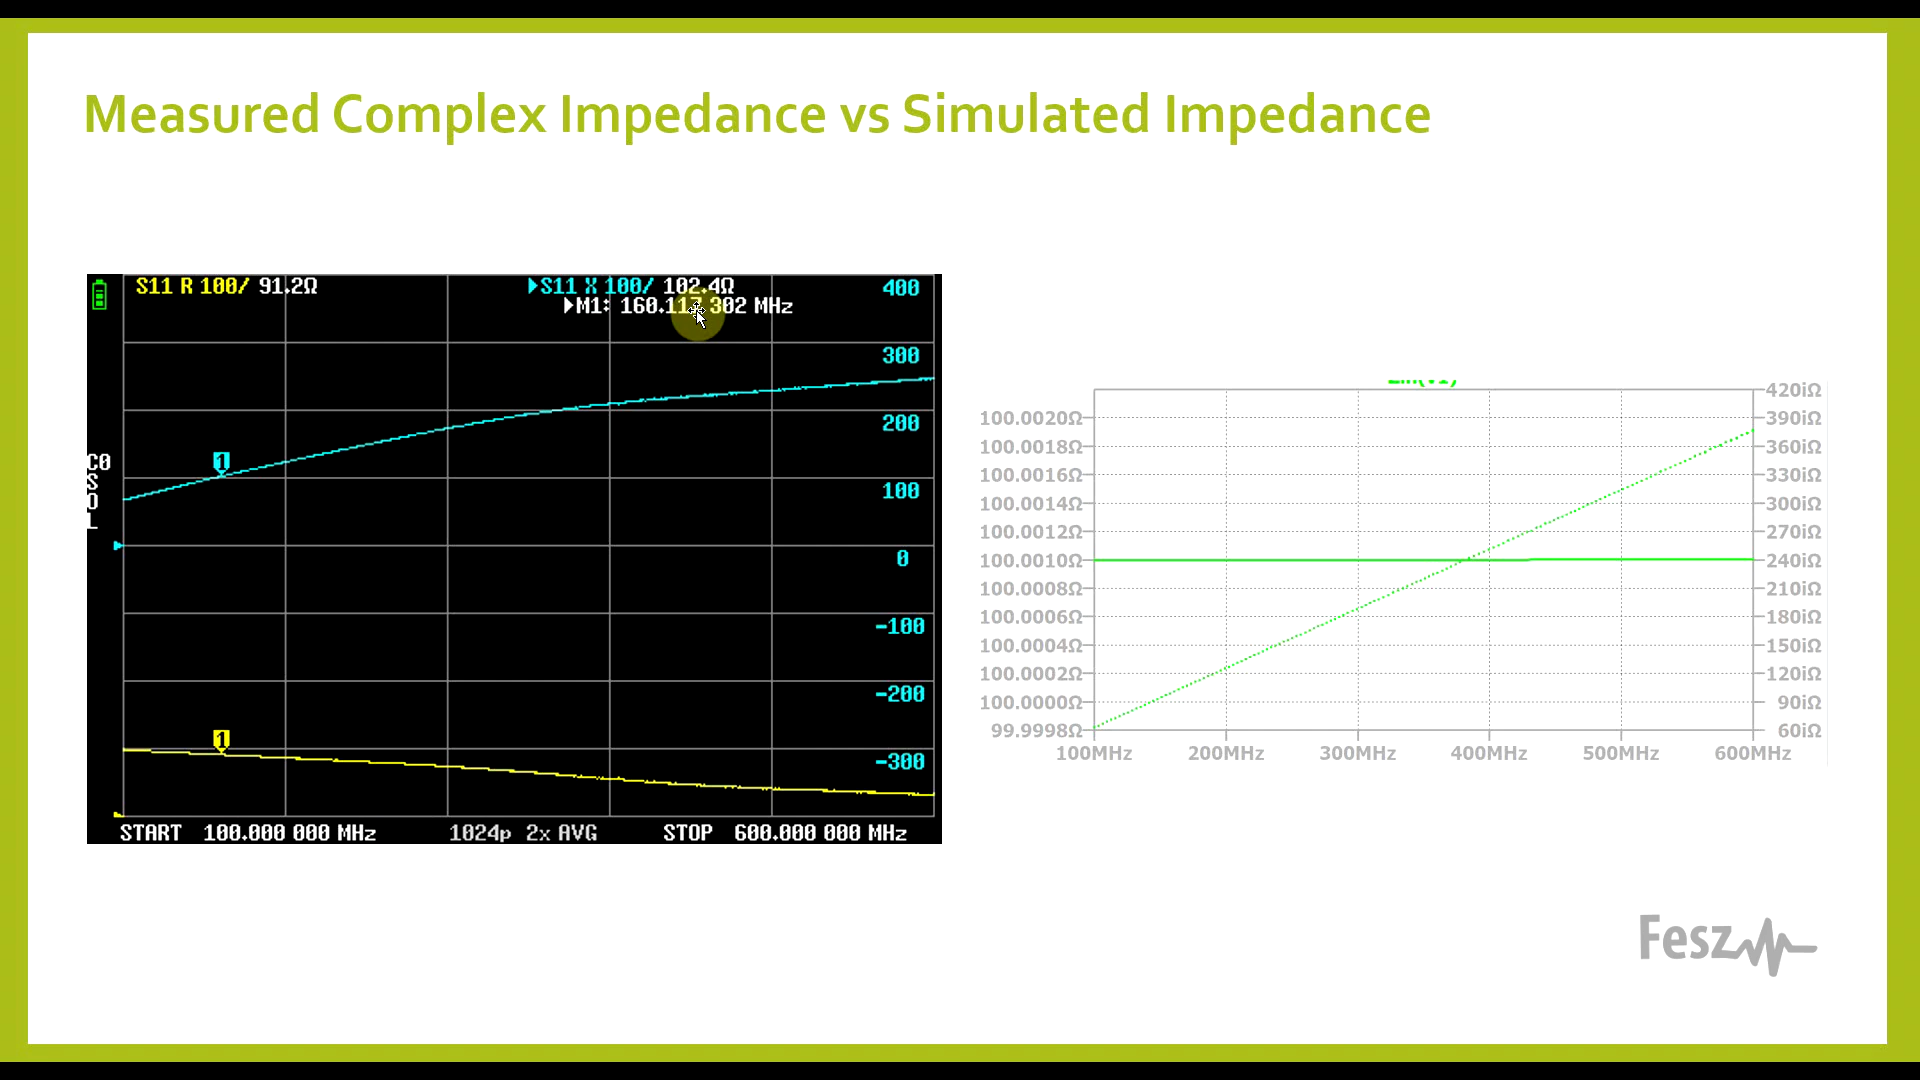 Measured Complex Impedance vs Simulated Impedance
S11 R 100/ 91.2Ω
S11 X 100/ 102.4Ω
M1: 160.117 302 MHz
400
300
200
100
0
-100
-200
-300
C0
S
O
L
1
1
START 100.000 000 MHz
1024p 2x AVG
STOP 600.000 000 MHz
100.0020Ω
100.0018Ω
100.0016Ω
100.0014Ω
100.0012Ω
100.0010Ω
100.0008Ω
100.0006Ω
100.0004Ω
100.0002Ω
100.0000Ω
99.9998Ω
420iΩ
390iΩ
360iΩ
330iΩ
300iΩ
270iΩ
240iΩ
210iΩ
180iΩ
150iΩ
120iΩ
90iΩ
60iΩ
100MHz 200MHz 300MHz 400MHz 500MHz 600MHz
Fesz